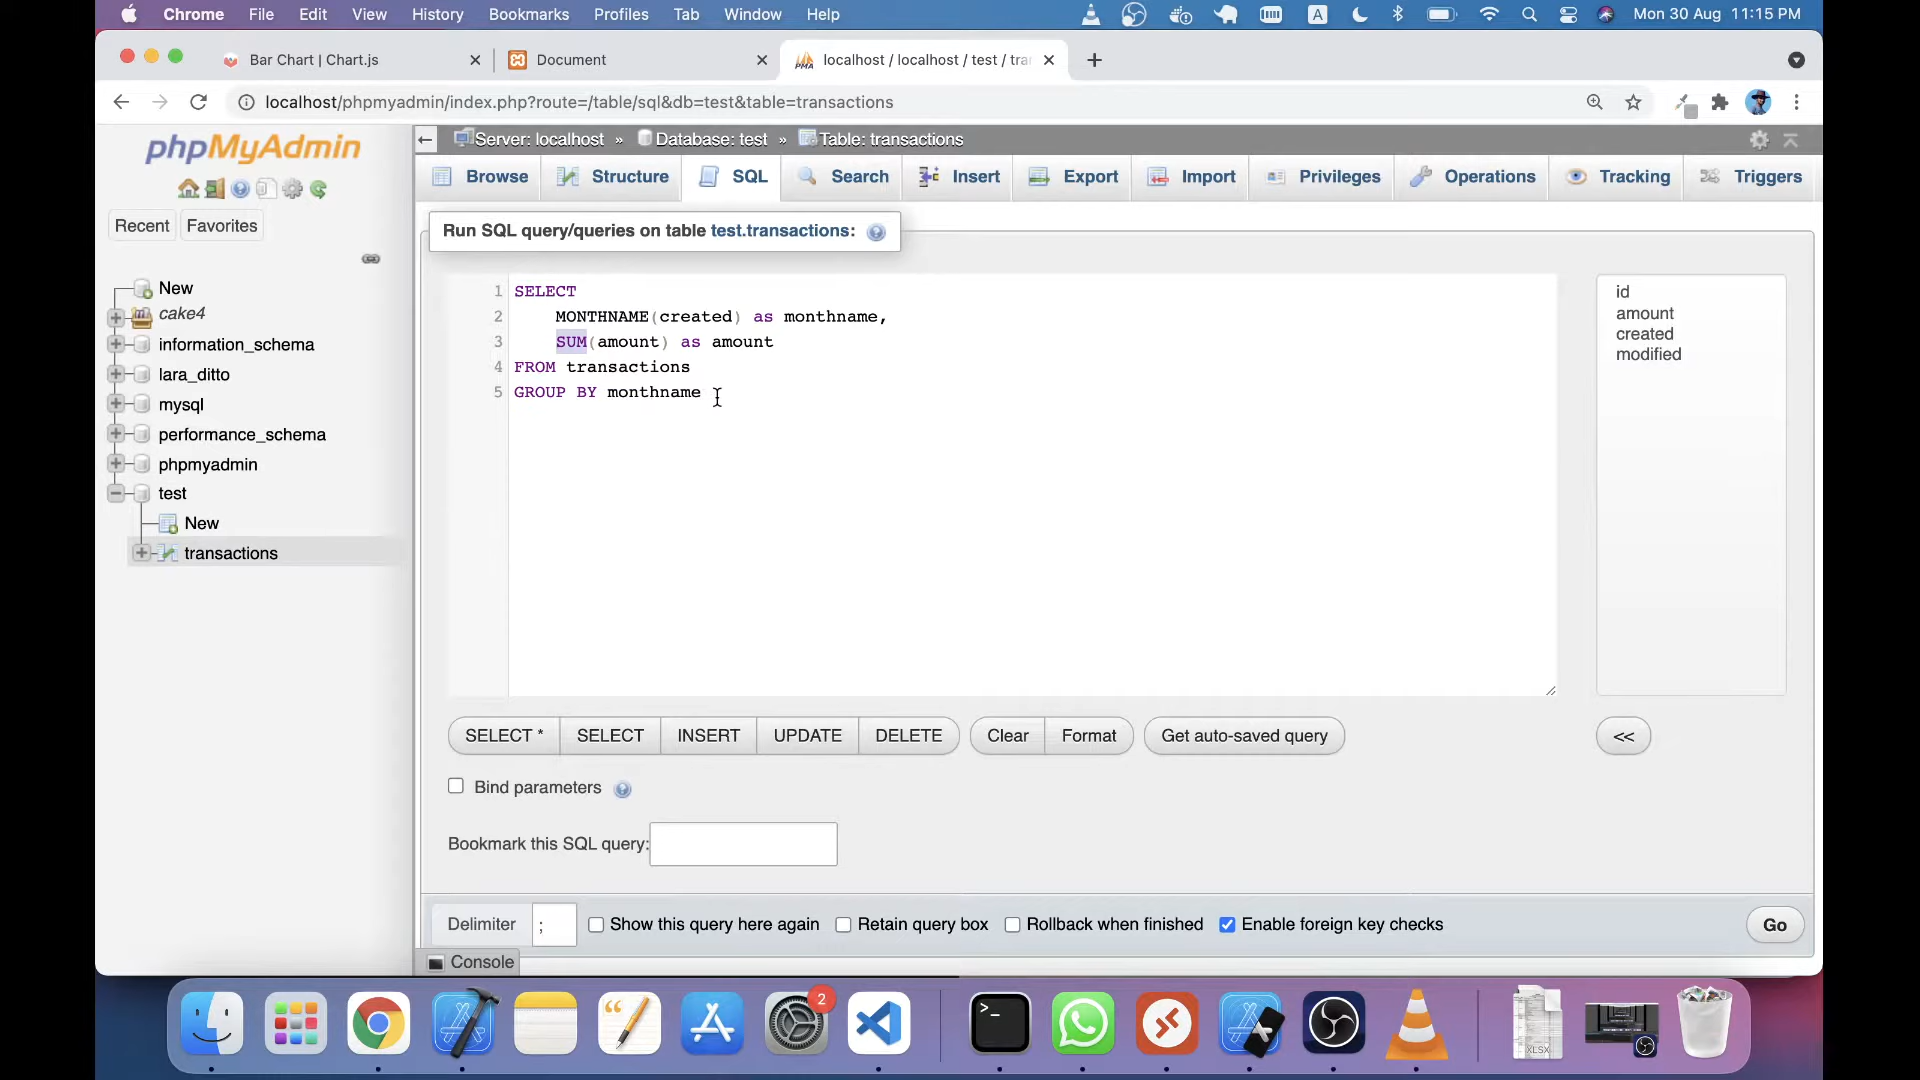 Chrome File Edit View History Bookmarks Profiles Tab Window Help A Mon 30 Aug 11:15 PM
Bar Chart | Chart.js Document PMA localhost / localhost / test / tra
localhost/phpmyadmin/index.php?route=/table/sql&db=test&table=transactions
phpMyAdmin
Recent Favorites
New
cake4
information_schema
lara_ditto
mysql
performance_schema
phpmyadmin
test
New
transactions
Server: localhost » Database: test » Table: transactions
Browse Structure SQL Search Insert Export Import Privileges Operations Tracking Triggers
Run SQL query/queries on table test.transactions:
1 SELECT
2 MONTHNAME(created) as monthname,
3 SUM(amount) as amount
4 FROM transactions
5 GROUP BY monthname
id
amount
created
modified
SELECT * SELECT INSERT UPDATE DELETE Clear Format Get auto-saved query <<
Bind parameters
Bookmark this SQL query:
Delimiter ; Show this query here again Retain query box Rollback when finished Enable foreign key checks Go
Console
2
XLSX